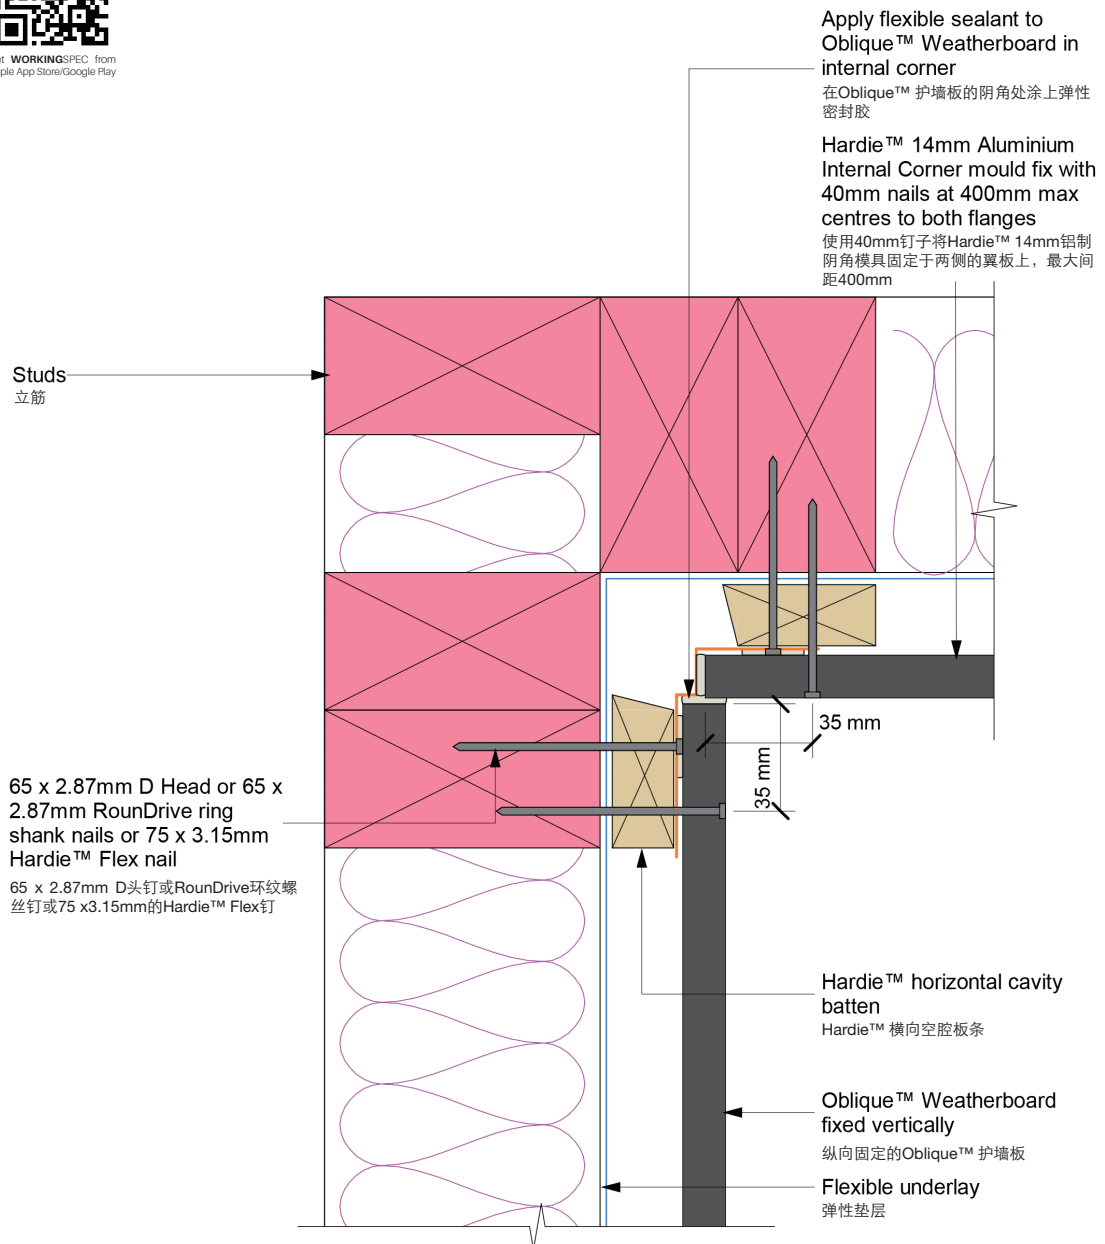 WORKINGSPEC from
App Store/Google Play
Apply flexible sealant to
Oblique™ Weatherboard in
internal corner
在Oblique™ 护墙板的阴角处涂上弹性
密封胶
Hardie™ 14mm Aluminium
Internal Corner mould fix with
40mm nails at 400mm max
centres to both flanges
使用40mm钉子将Hardie™ 14mm铝制
阴角模具固定于两侧的翼板上，最大间
距400mm
Studs
立筋
35 mm
35 mm
65 x 2.87mm D Head or 65 x
2.87mm RounDrive ring
shank nails or 75 x 3.15mm
Hardie™ Flex nail
65 x 2.87mm D头钉或RounDrive环纹螺
丝钉或75 x3.15mm的Hardie™ Flex钉
Hardie™ horizontal cavity
batten
Hardie™ 横向空腔板条
Oblique™ Weatherboard
fixed vertically
纵向固定的Oblique™ 护墙板
Flexible underlay
弹性垫层